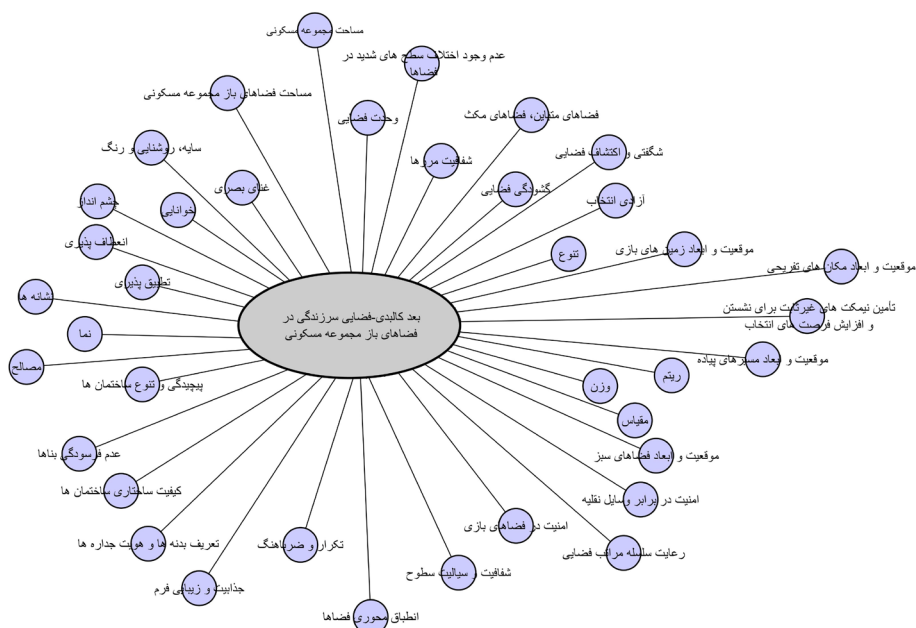 مساحت مجموعه مسکونی
عدم وجود اختلاف سطح های شدید در
فضاها
مساحت فضاهای باز مجموعه مسکونی
وحدت فضایی
فضاهای متباین، فضاهای مکث
سایه، روشنایی و رنگ
شفافیت مرزها
شگفتی و اکتشاف فضایی
غنای بصری
گشودگی فضایی
چشم انداز
خوانایی
آزادی انتخاب
انعطاف پذیری
تنوع
موقعیت و ابعاد زمین های بازی
موقعیت و ابعاد مکان های تفریحی
تطبیق پذیری
نشانه ها
تأمین نیمکت های غیرثابت برای نشستن
و افزایش فرصت های انتخاب
بعد کالبدی-فضایی سرزندگی در
فضاهای باز مجموعه مسکونی
نما
موقعیت و ابعاد مسیرهای پیاده
مصالح
ریتم
پیچیدگی و تنوع ساختمان ها
وزن
مقیاس
عدم فرسودگی بناها
موقعیت و ابعاد فضاهای سبز
کیفیت ساختاری ساختمان ها
امنیت در برابر وسایل نقلیه
امنیت در فضاهای بازی
تعریف بدنه ها و هویت جداره ها
تکرار و ضرباهنگ
رعایت سلسله مراتب فضایی
شفافیت و سیالیت سطوح
جذابیت و زیبایی فرم
انطباق محوری فضاها